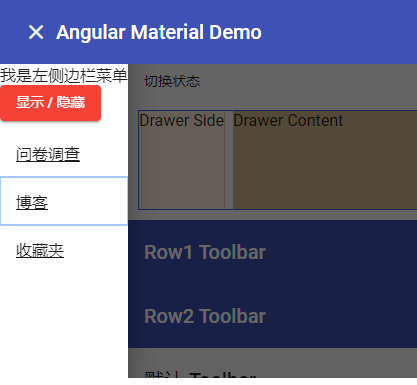 Angular Material Demo
我是左侧边栏菜单
显示 / 隐藏
问卷调查
博客
收藏夹
切换状态
Drawer Side Drawer Content
Row1 Toolbar
Row2 Toolbar
默认 Toolbar